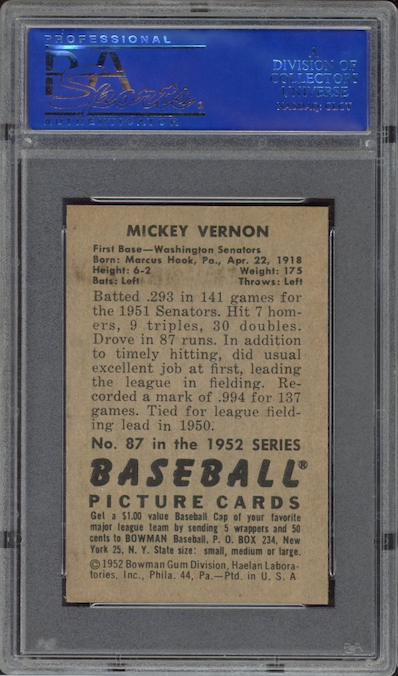 PROFESSIONAL
PSA
Sports
AUTHENTICATION
A
DIVISION OF
COLLECTORS
UNIVERSE
NASDAQ: CLCT
MICKEY VERNON
First Base—Washington Senators
Born: Marcus Hook, Pa., Apr. 22, 1918
Height: 6-2 Weight: 175
Bats: Left Throws: Left
Batted .293 in 141 games for
the 1951 Senators. Hit 7 hom-
ers, 9 triples, 30 doubles.
Drove in 87 runs. In addition
to timely hitting, did usual
excellent job at first, leading
the league in fielding. Re-
corded a mark of .994 for 137
games. Tied for league field-
ing lead in 1950.
No. 87 in the 1952 SERIES
BASEBALL®
PICTURE CARDS
Get a $1.00 value Baseball Cap of your favorite
major league team by sending 5 wrappers and 50
cents to BOWMAN Baseball, P. O. BOX 234, New
York 25, N. Y. State size: small, medium or large.
©1952 Bowman Gum Division, Haelan Labora-
tories, Inc., Phila. 44, Pa.—Ptd. in U. S. A